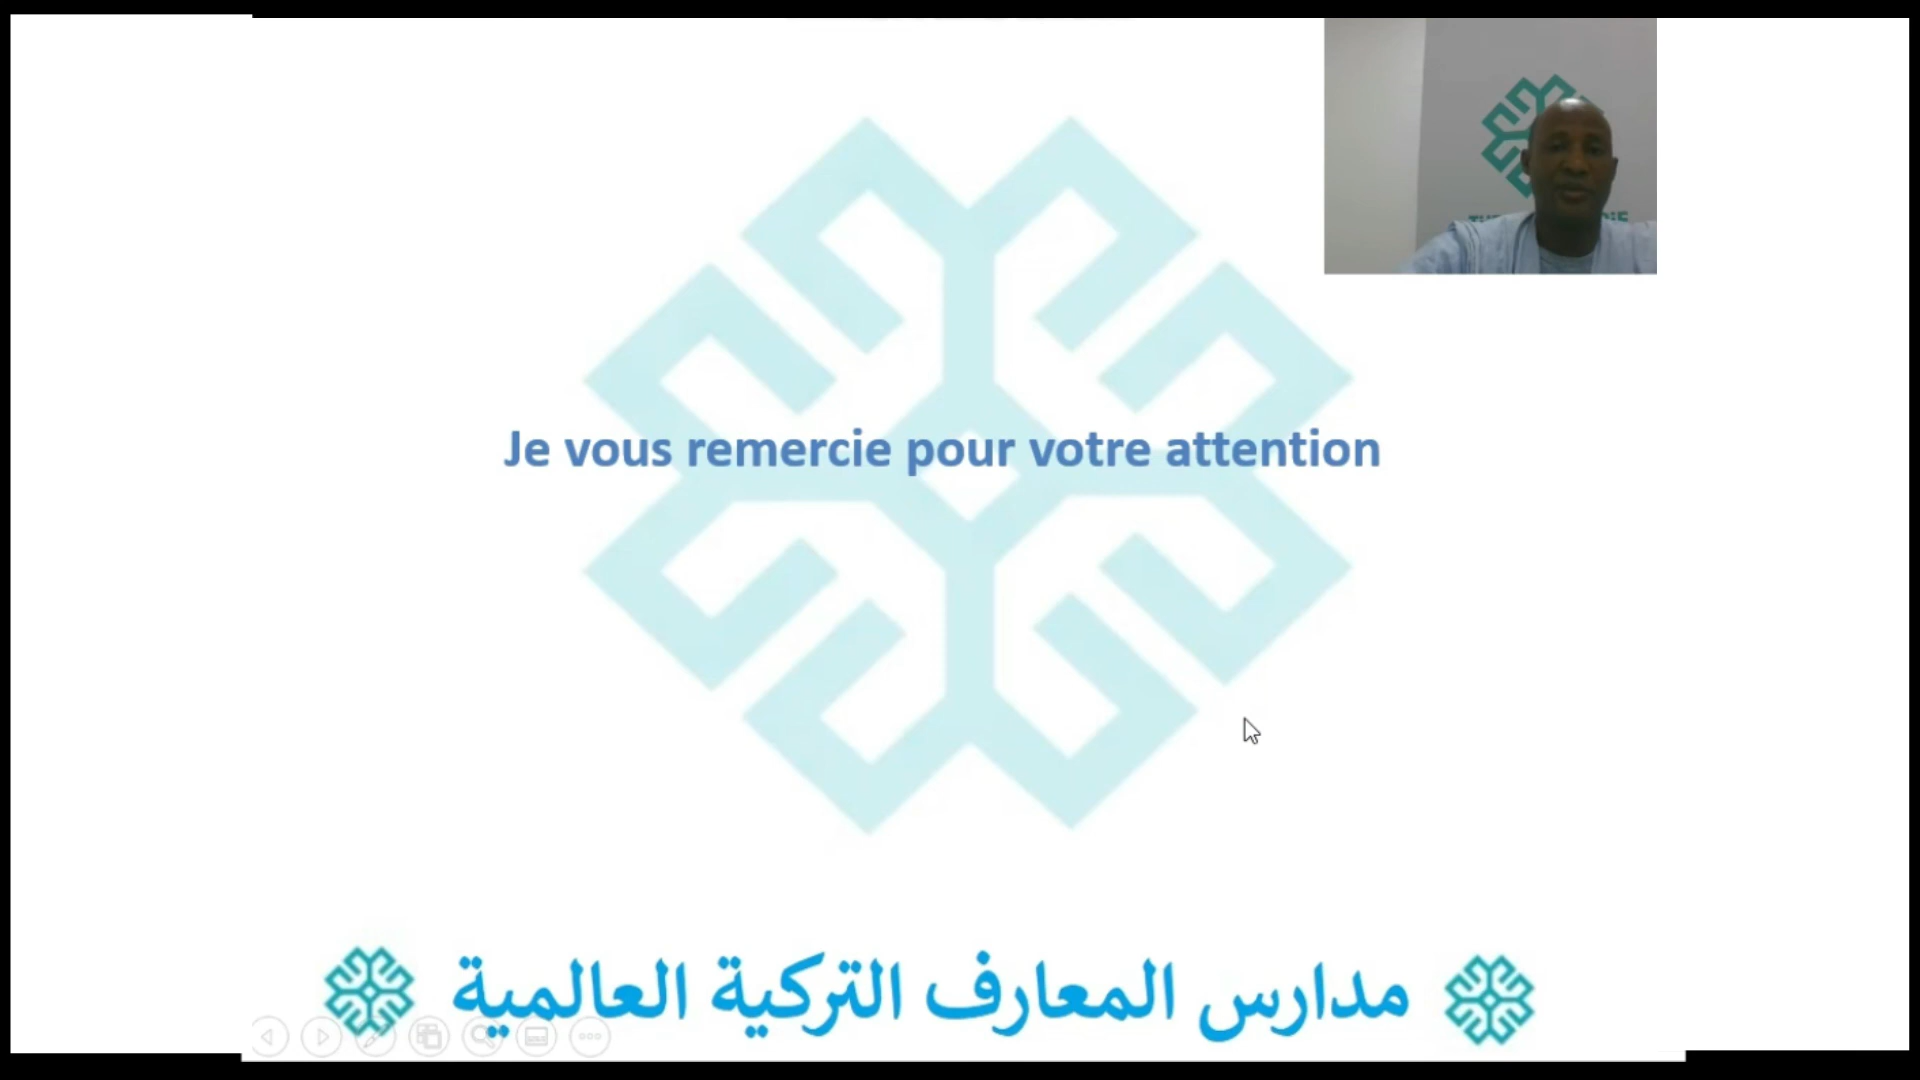 Je vous remercie pour votre attention
مدارس المعارف التركية العالمية